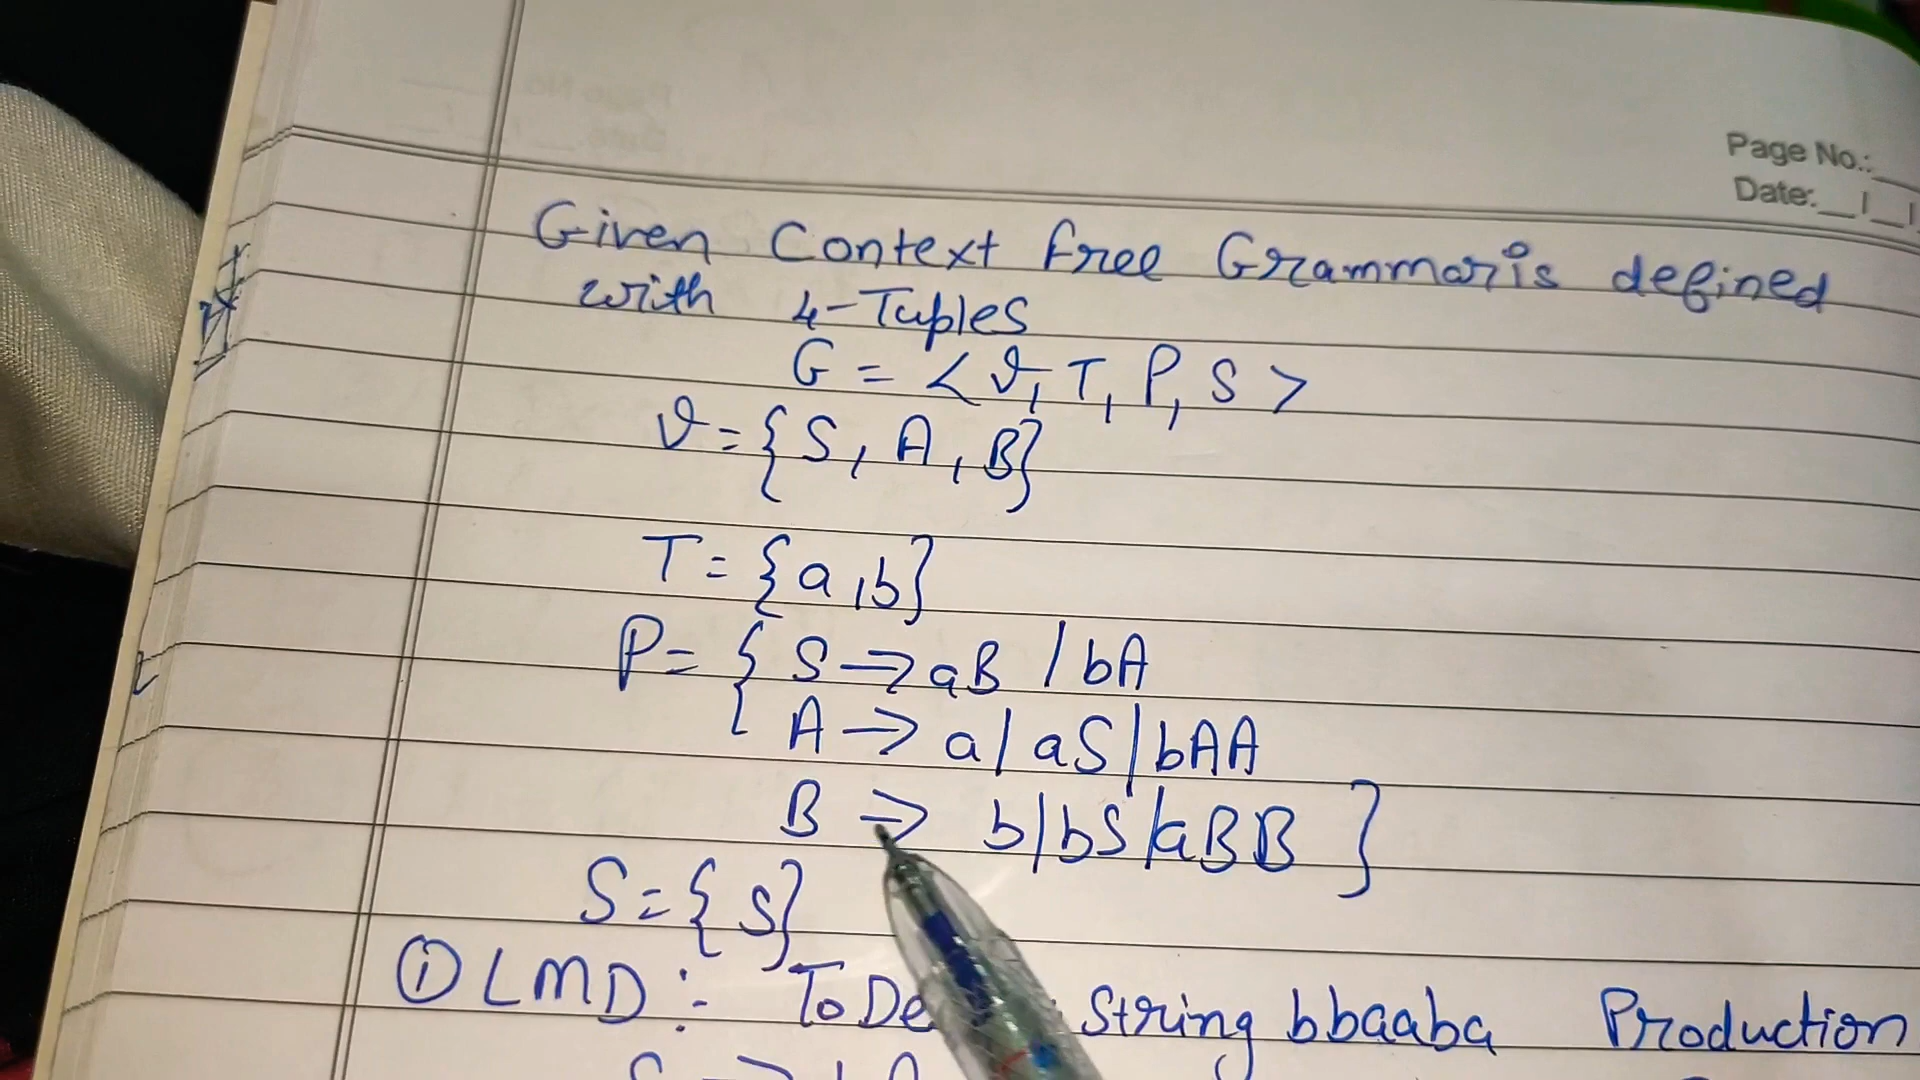 Page No.:
Date:
Given Context free Grammar is defined
with 4-Tuples
G = < V, T, P, S >
V = { S, A, B }
T = { a, b }
P = { S → aB / bA
A → a | aS | bAA
B → b | bS | aBB }
S = { S }
① LMD :- To String bbaaba Production